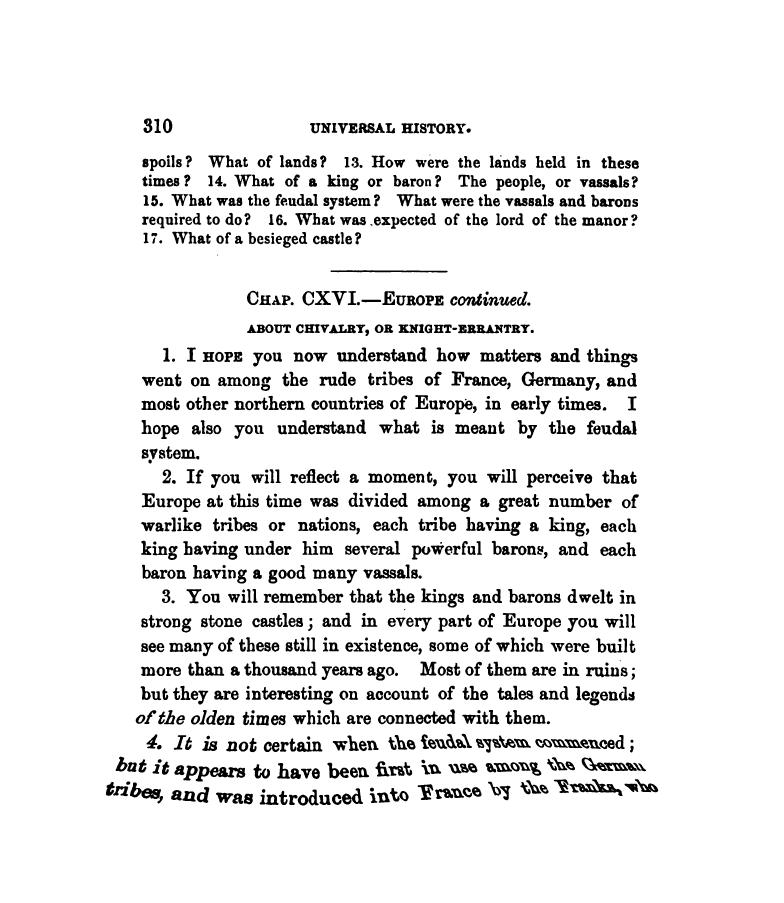 310 UNIVERSAL HISTORY.
spoils? What of lands? 13. How were the lands held in these
times? 14. What of a king or baron? The people, or vassals?
15. What was the feudal system? What were the vassals and barons
required to do? 16. What was expected of the lord of the manor?
17. What of a besieged castle?
CHAP. CXVI.—EUROPE continued.
ABOUT CHIVALRY, OR KNIGHT-ERRANTRY.
1. I HOPE you now understand how matters and things
went on among the rude tribes of France, Germany, and
most other northern countries of Europe, in early times. I
hope also you understand what is meant by the feudal
system.
2. If you will reflect a moment, you will perceive that
Europe at this time was divided among a great number of
warlike tribes or nations, each tribe having a king, each
king having under him several powerful barons, and each
baron having a good many vassals.
3. You will remember that the kings and barons dwelt in
strong stone castles; and in every part of Europe you will
see many of these still in existence, some of which were built
more than a thousand years ago. Most of them are in ruins;
but they are interesting on account of the tales and legends
of the olden times which are connected with them.
4. It is not certain when the feudal system commenced;
but it appears to have been first in use among the German
tribes, and was introduced into France by the Franks, who